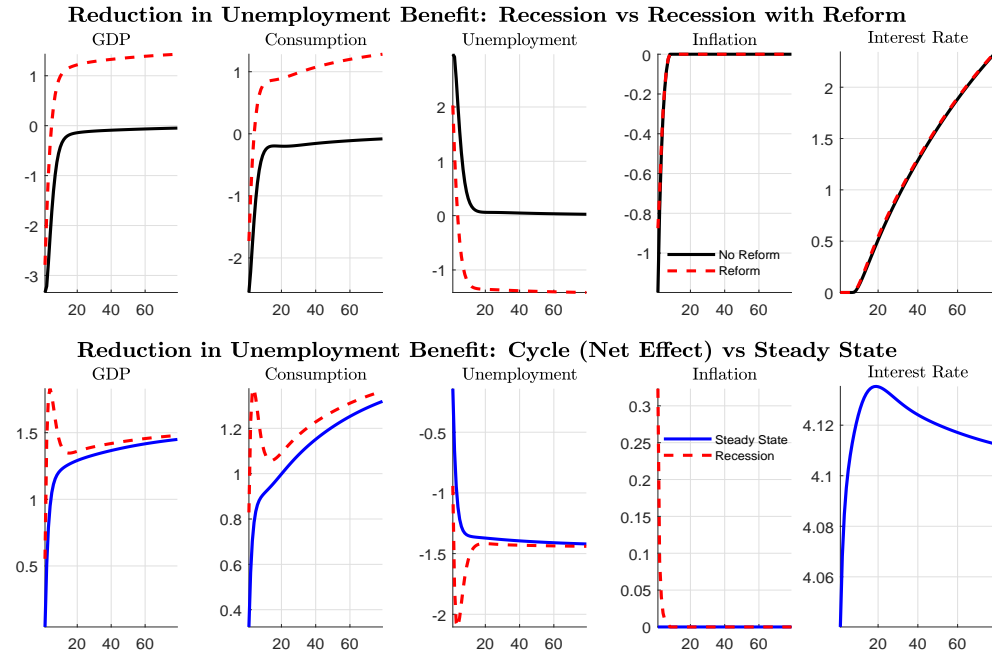 Reduction in Unemployment Benefit: Recession vs Recession with Reform
GDP
1
0
-1
-2
-3
20 40 60
Consumption
1
0
-1
-2
20 40 60
Unemployment
2
1
0
-1
20 40 60
Inflation
0
-0.2
-0.4
-0.6
-0.8
-1
No Reform
Reform
20 40 60
Interest Rate
2
1.5
1
0.5
0
20 40 60
Reduction in Unemployment Benefit: Cycle (Net Effect) vs Steady State
GDP
1.5
1
0.5
20 40 60
Consumption
1.2
1
0.8
0.6
0.4
20 40 60
Unemployment
-0.5
-1
-1.5
-2
20 40 60
Inflation
0.3
0.25
0.2
0.15
0.1
0.05
0
Steady State
Recession
20 40 60
Interest Rate
4.12
4.1
4.08
4.06
20 40 60